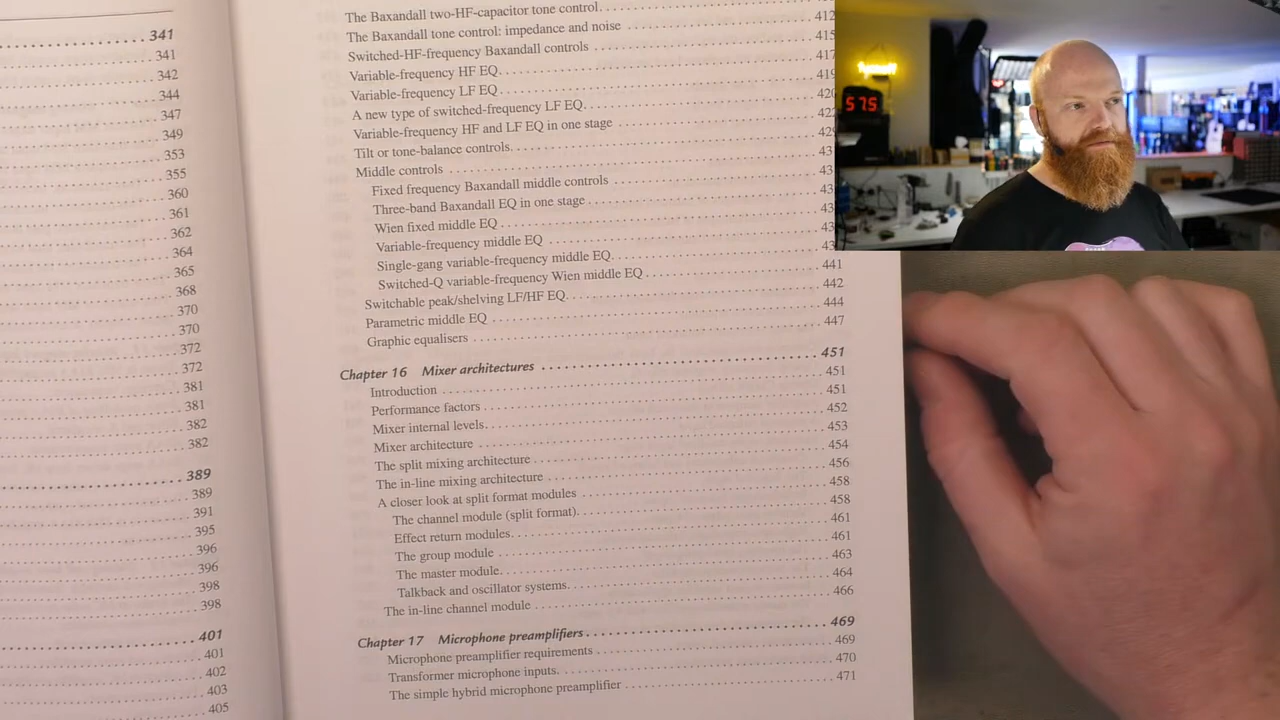 341
341
342
344
347
349
353
355
360
361
362
364
365
368
370
370
372
372
381
381
382
382
389
389
391
395
396
396
398
398
401
401
402
403
405
The Baxandall two-HF-capacitor tone control
The Baxandall tone control: impedance and noise 412
Switched-HF-frequency Baxandall controls 415
Variable-frequency HF EQ 417
Variable-frequency LF EQ 419
A new type of switched-frequency LF EQ
Variable-frequency HF and LF EQ in one stage
Tilt or tone-balance controls
Middle controls
Fixed frequency Baxandall middle controls
Three-band Baxandall EQ in one stage
Wien fixed middle EQ
Variable-frequency middle EQ
Single-gang variable-frequency middle EQ
Switched-Q variable-frequency Wien middle EQ 441
Switchable peak/shelving LF/HF EQ 442
Parametric middle EQ 444
Graphic equalisers 447
Chapter 16 Mixer architectures 451
Introduction 451
Performance factors 451
Mixer internal levels 452
Mixer architecture 453
The split mixing architecture 454
The in-line mixing architecture 456
A closer look at split format modules 458
The channel module (split format) 458
Effect return modules 461
The group module 461
The master module 463
Talkback and oscillator systems 464
The in-line channel module 466
Chapter 17 Microphone preamplifiers 469
Microphone preamplifier requirements 469
Transformer microphone inputs 470
The simple hybrid microphone preamplifier 471
575